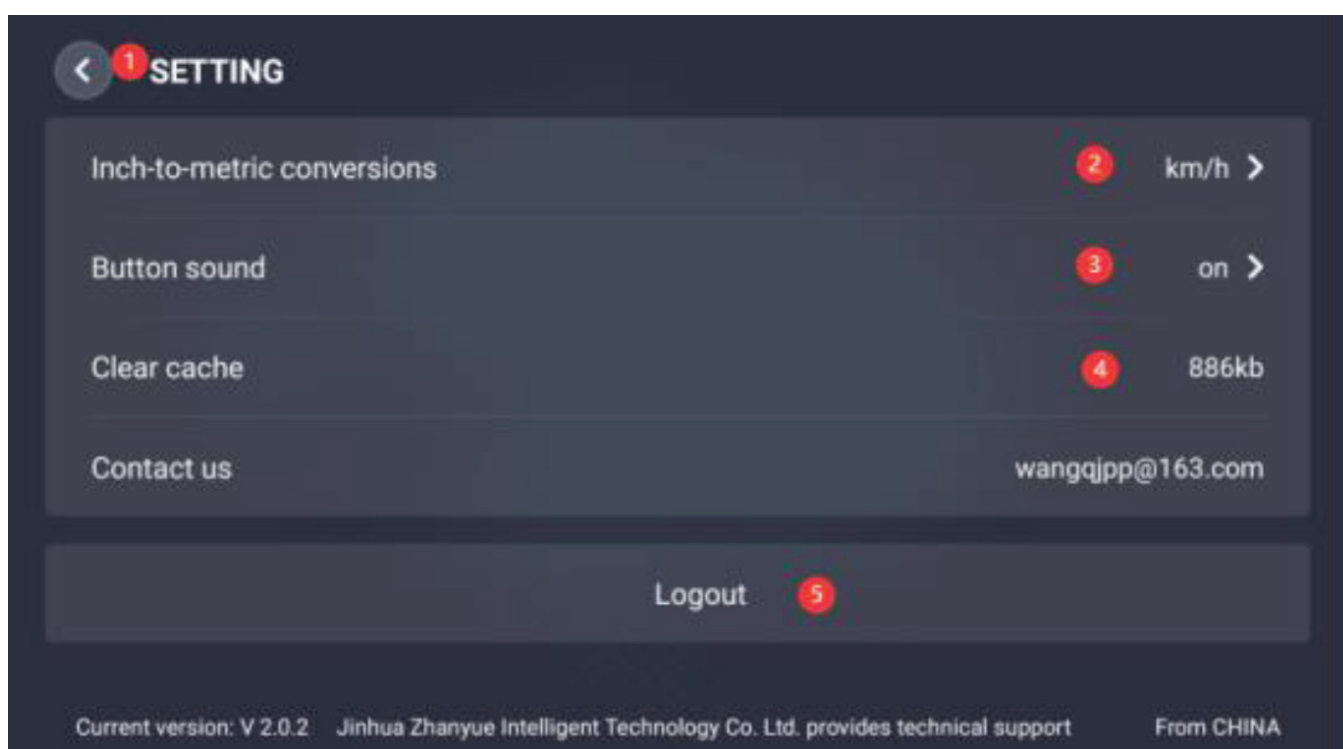 1 SETTING
Inch-to-metric conversions 2 km/h
Button sound 3 on
Clear cache 4 886kb
Contact us wangqjpp@163.com
Logout 5
Current version: V 2.0.2 Jinhua Zhanyue Intelligent Technology Co. Ltd. provides technical support From CHINA